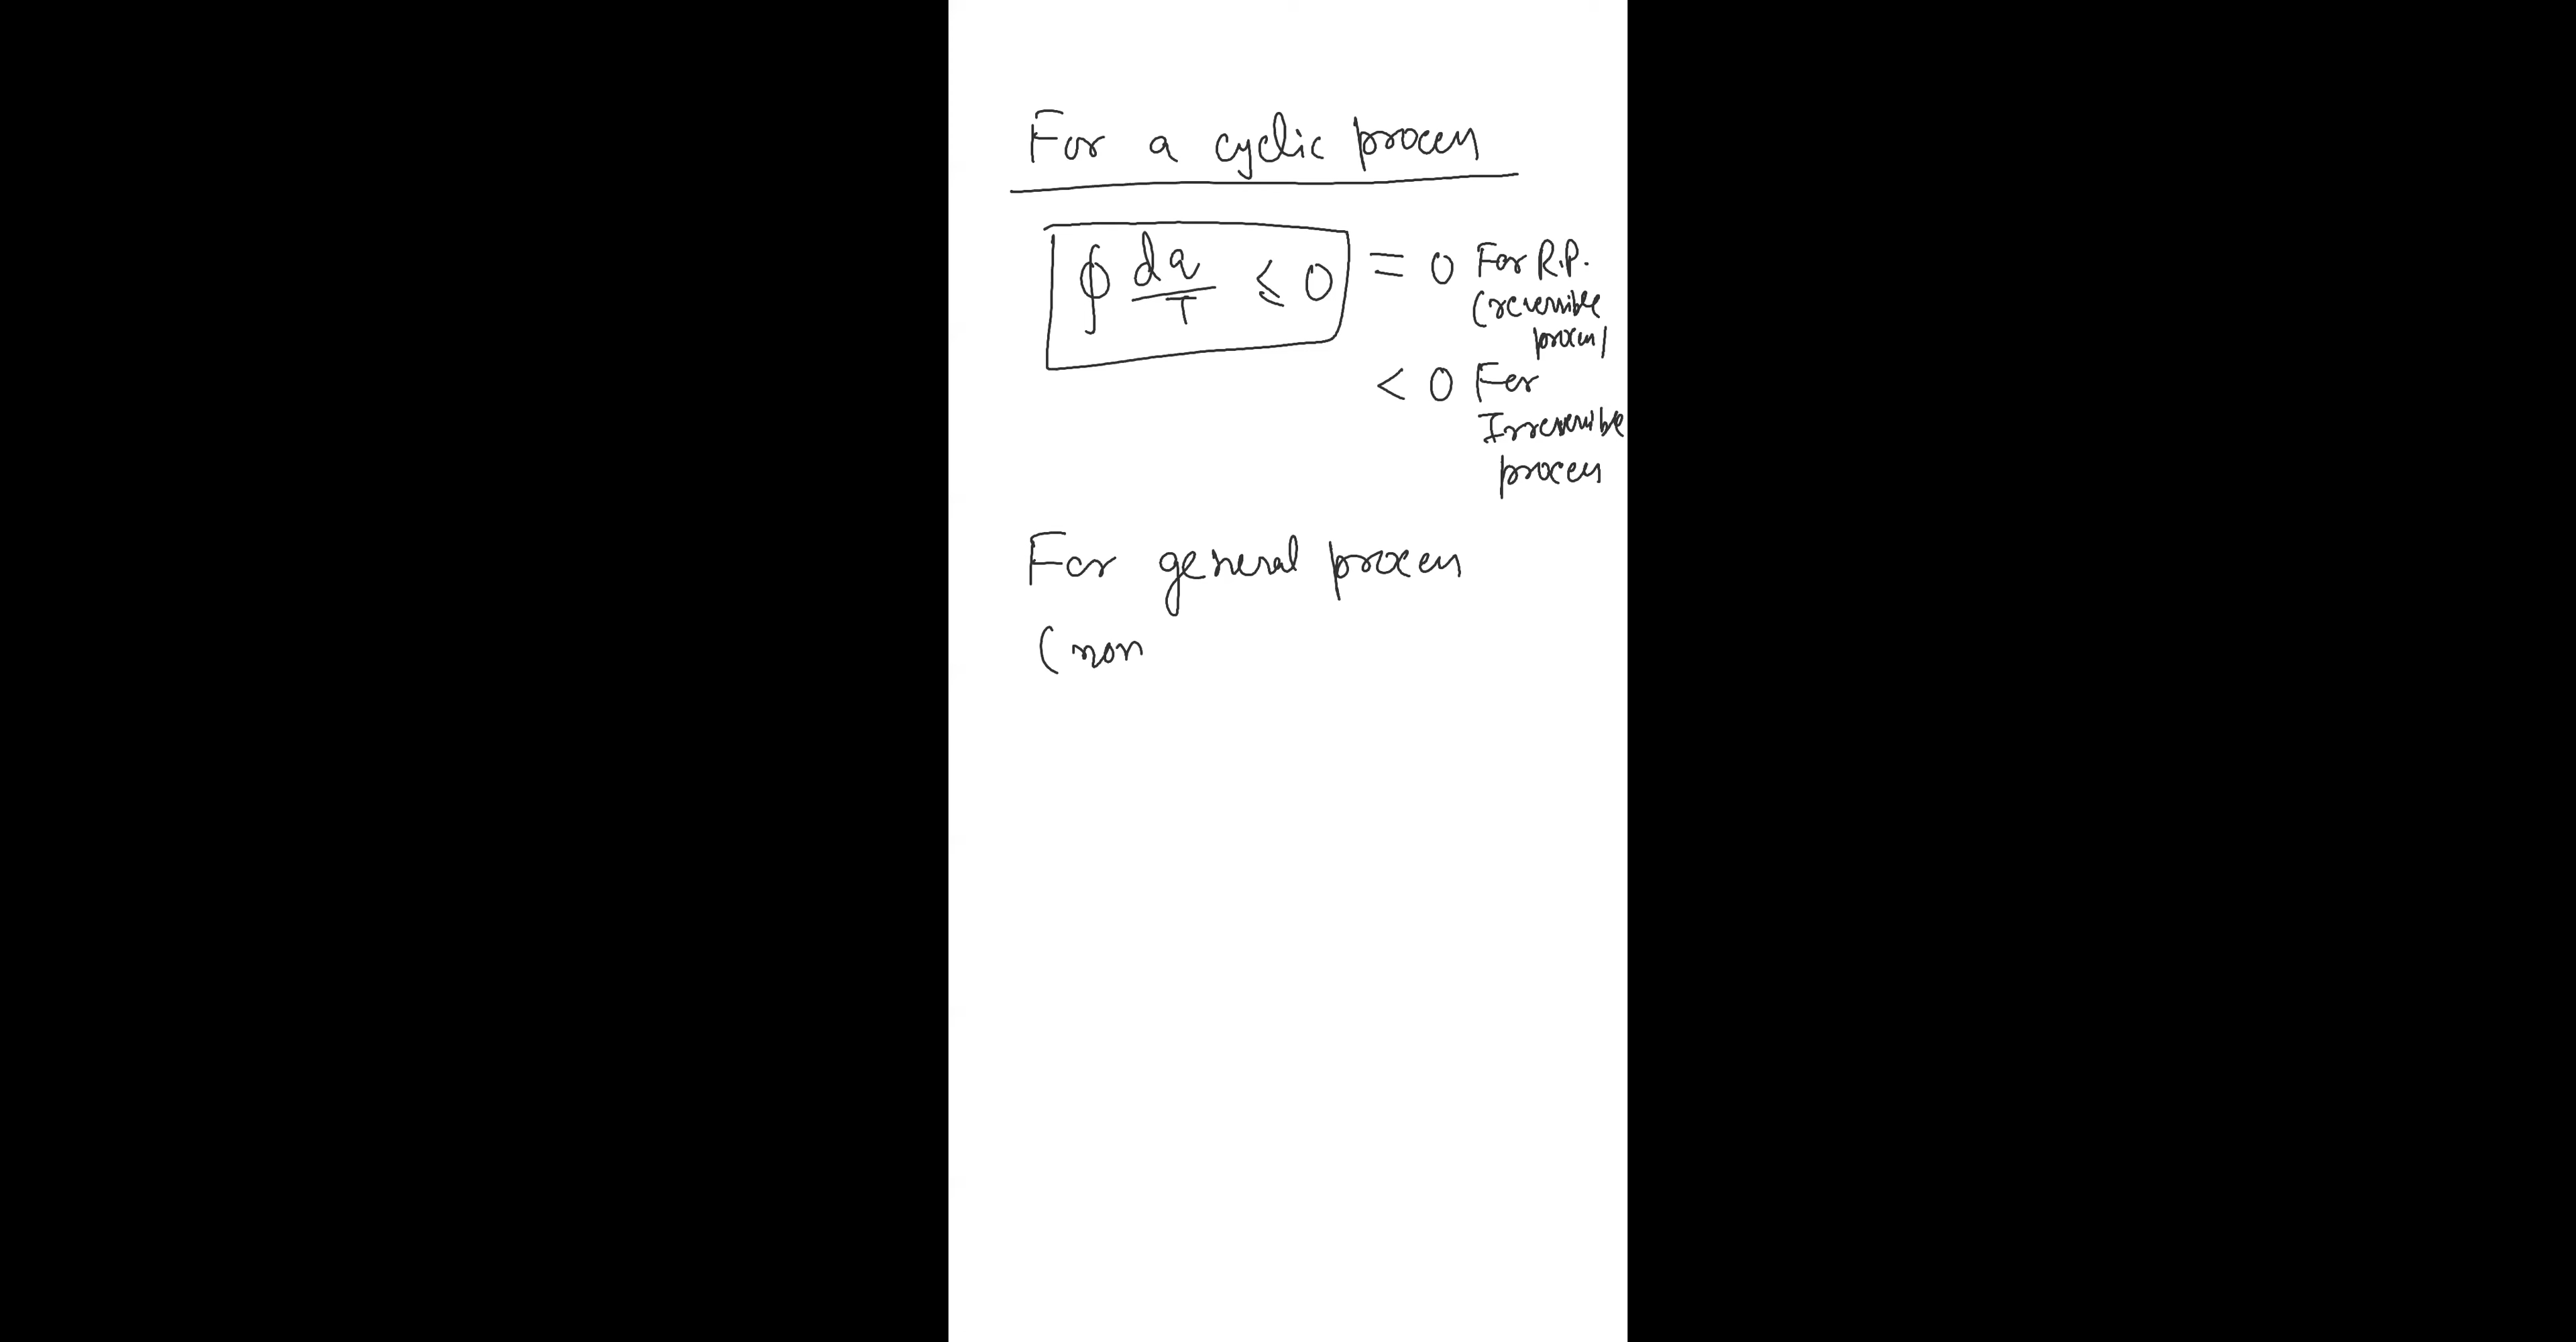 For a cyclic process
∮ dq/T ≤ 0 = 0 For R.P.
(reversible
process)
< 0 For
Irreversible
process
For general process
(non